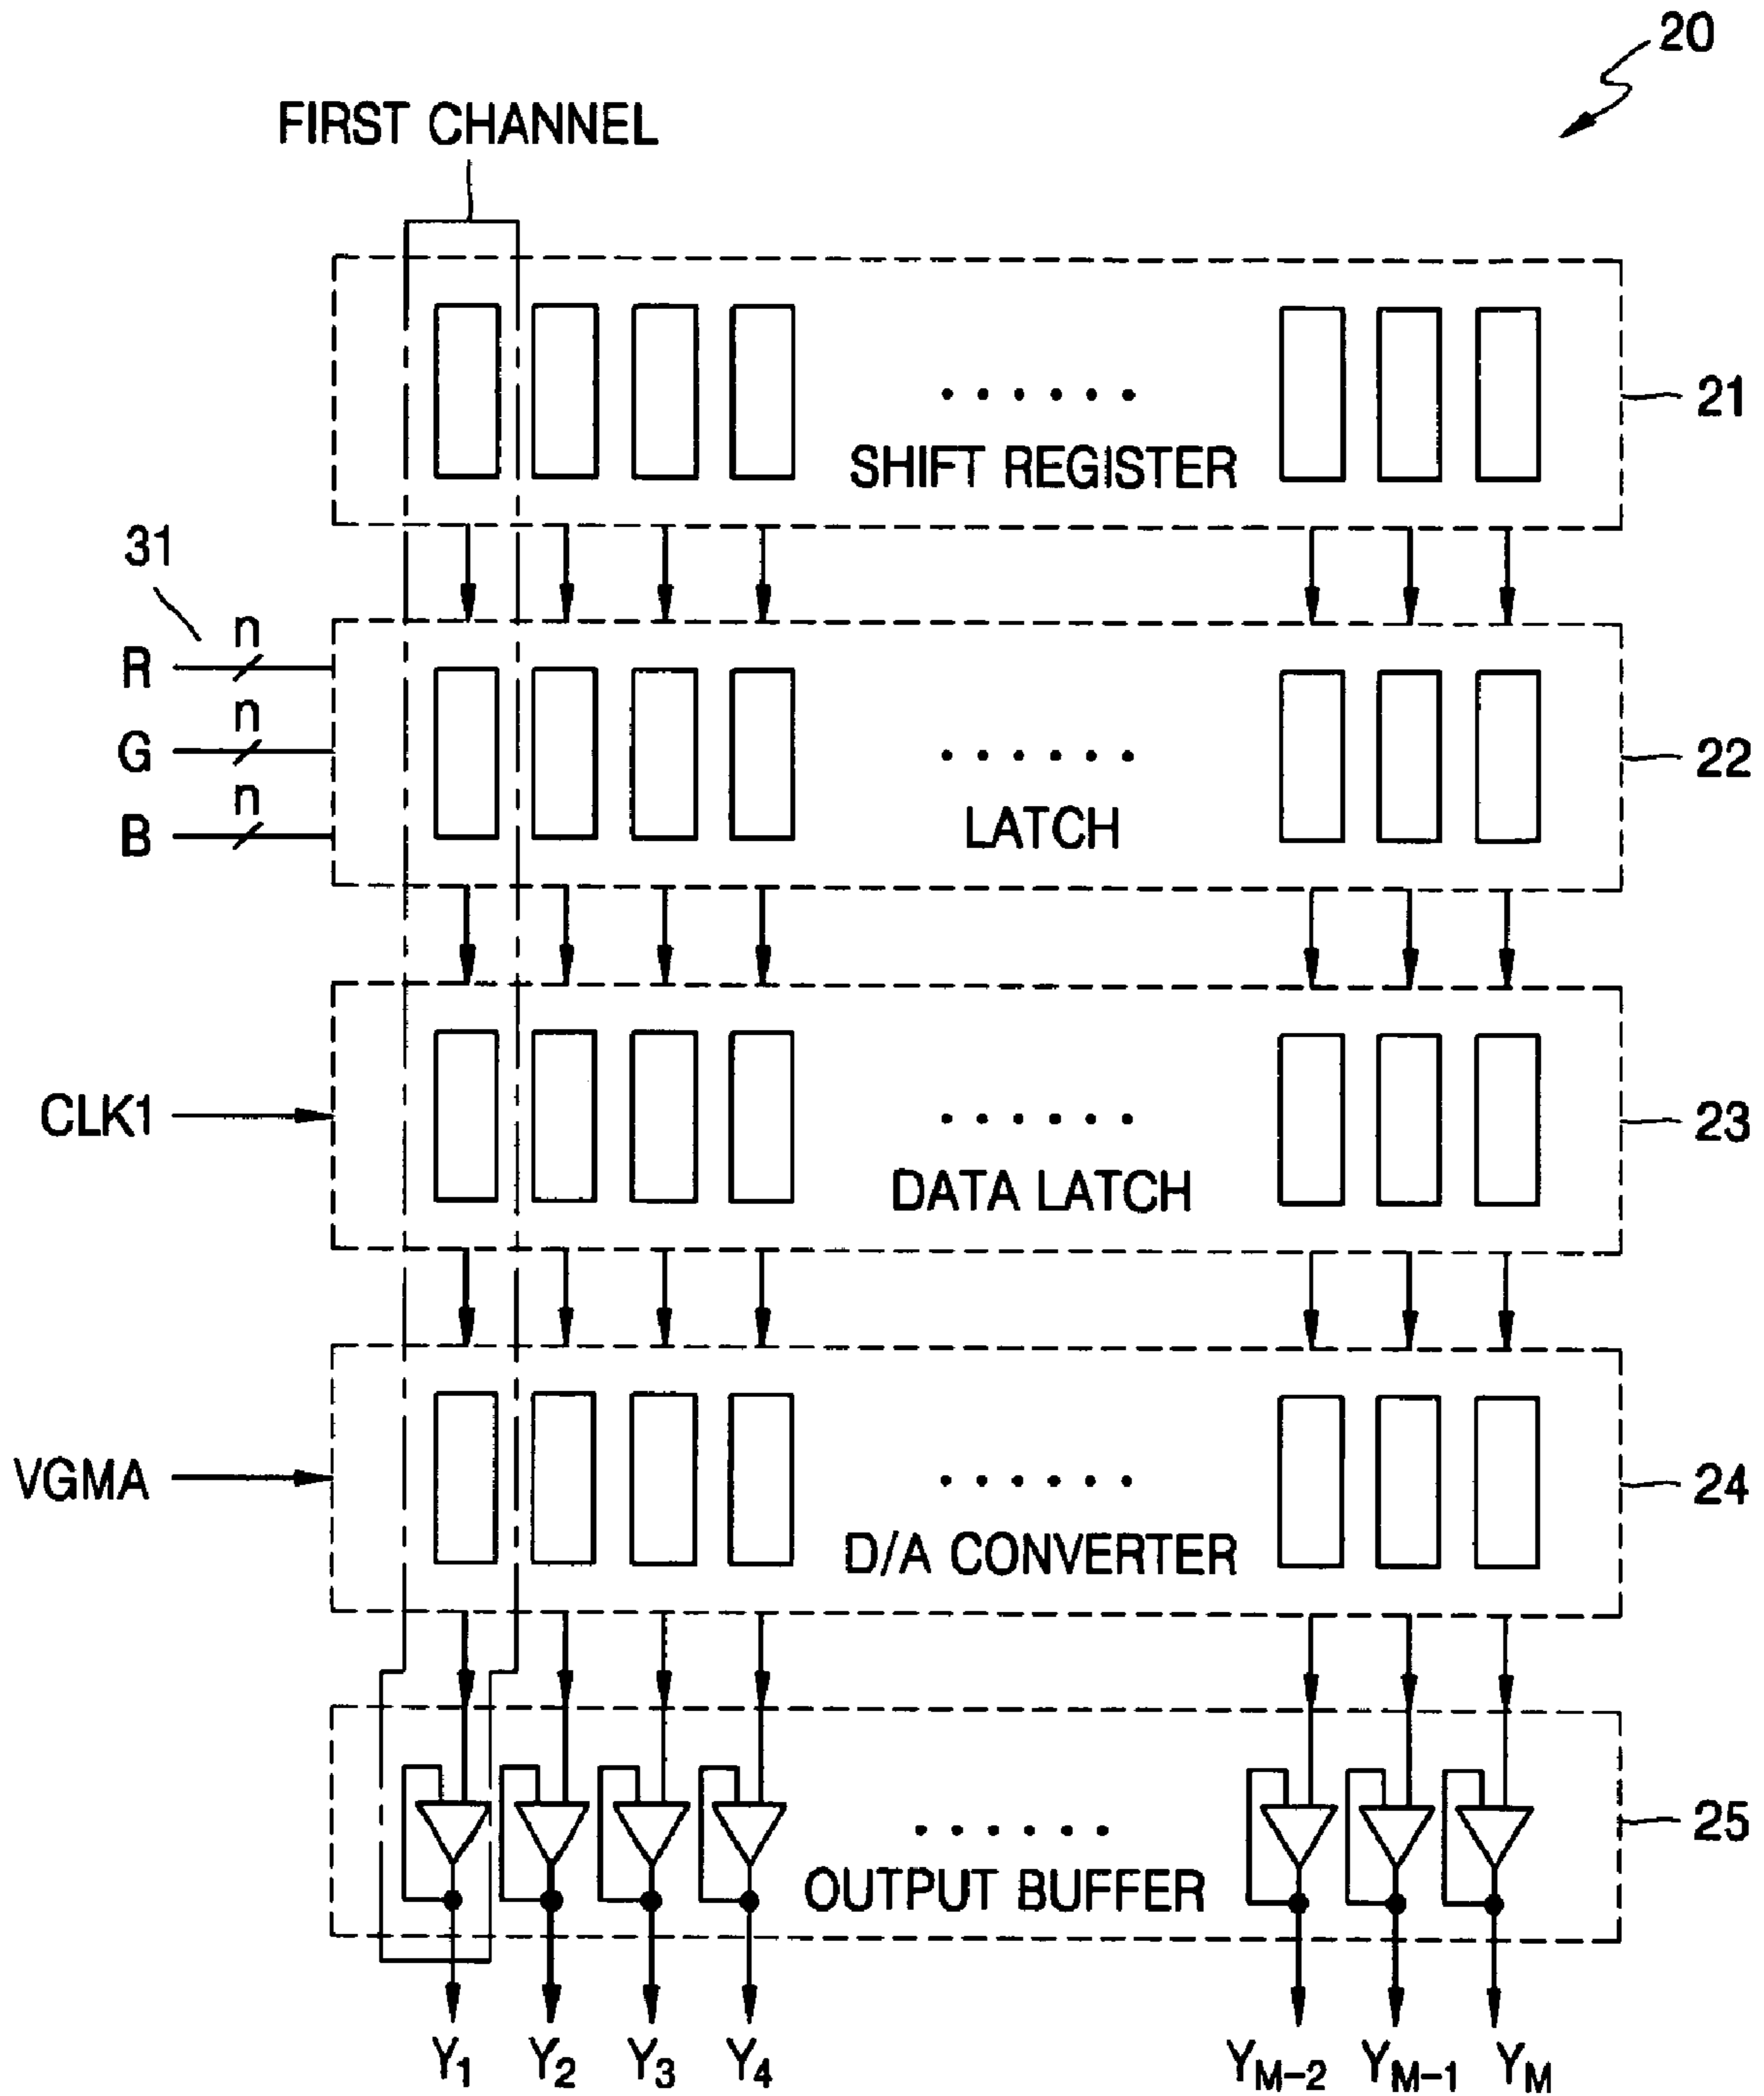 20
FIRST CHANNEL
21
SHIFT REGISTER
31
n
R
n
G
22
n
B
LATCH
CLK1
23
DATA LATCH
VGMA
24
D/A CONVERTER
25
OUTPUT BUFFER
Y1 Y2 Y3 Y4 YM-2 YM-1 YM